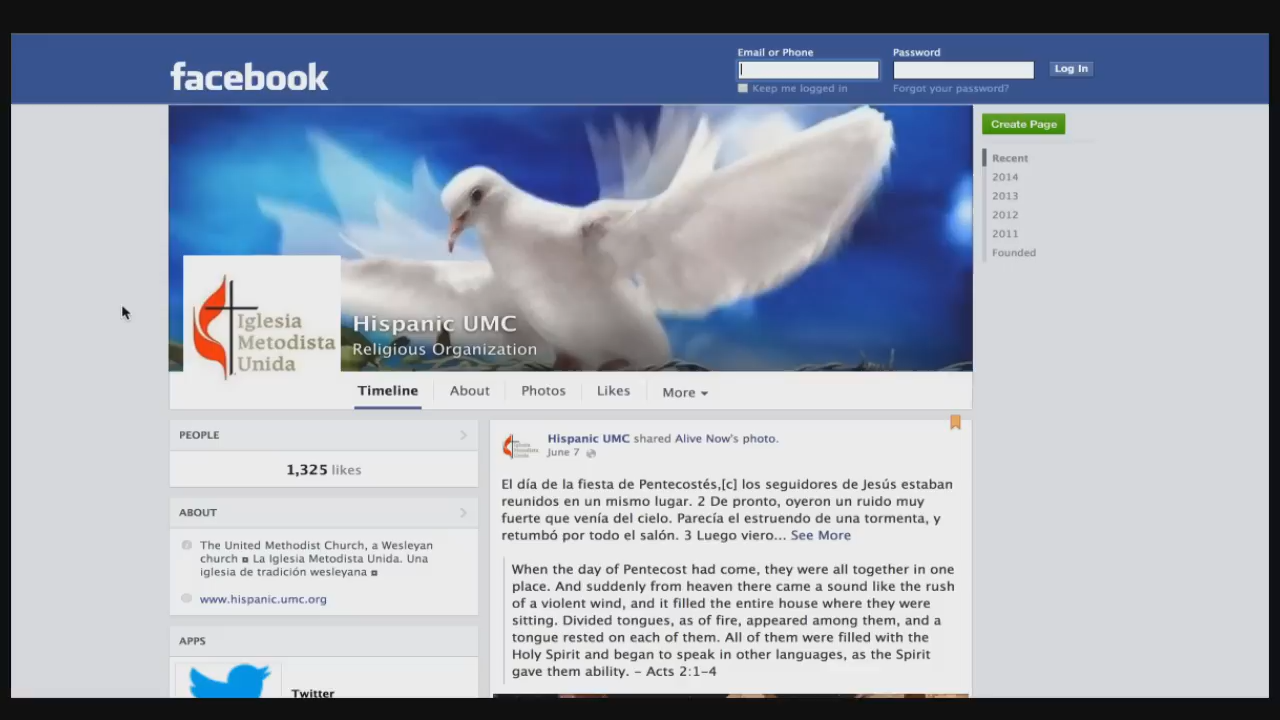 facebook
Email or Phone
Password
Log In
Keep me logged in
Forgot your password?
Create Page
Recent
2014
2013
2012
2011
Founded
Iglesia
Metodista
Unida
Hispanic UMC
Religious Organization
Timeline
About
Photos
Likes
More
PEOPLE
1,325 likes
ABOUT
The United Methodist Church, a Wesleyan
church ¤ La Iglesia Metodista Unida. Una
iglesia de tradición wesleyana ¤
www.hispanic.umc.org
APPS
Twitter
Hispanic UMC shared Alive Now's photo.
June 7
El día de la fiesta de Pentecostés,[c] los seguidores de Jesús estaban
reunidos en un mismo lugar. 2 De pronto, oyeron un ruido muy
fuerte que venía del cielo. Parecía el estruendo de una tormenta, y
retumbó por todo el salón. 3 Luego viero... See More
When the day of Pentecost had come, they were all together in one
place. And suddenly from heaven there came a sound like the rush
of a violent wind, and it filled the entire house where they were
sitting. Divided tongues, as of fire, appeared among them, and a
tongue rested on each of them. All of them were filled with the
Holy Spirit and began to speak in other languages, as the Spirit
gave them ability. – Acts 2:1-4